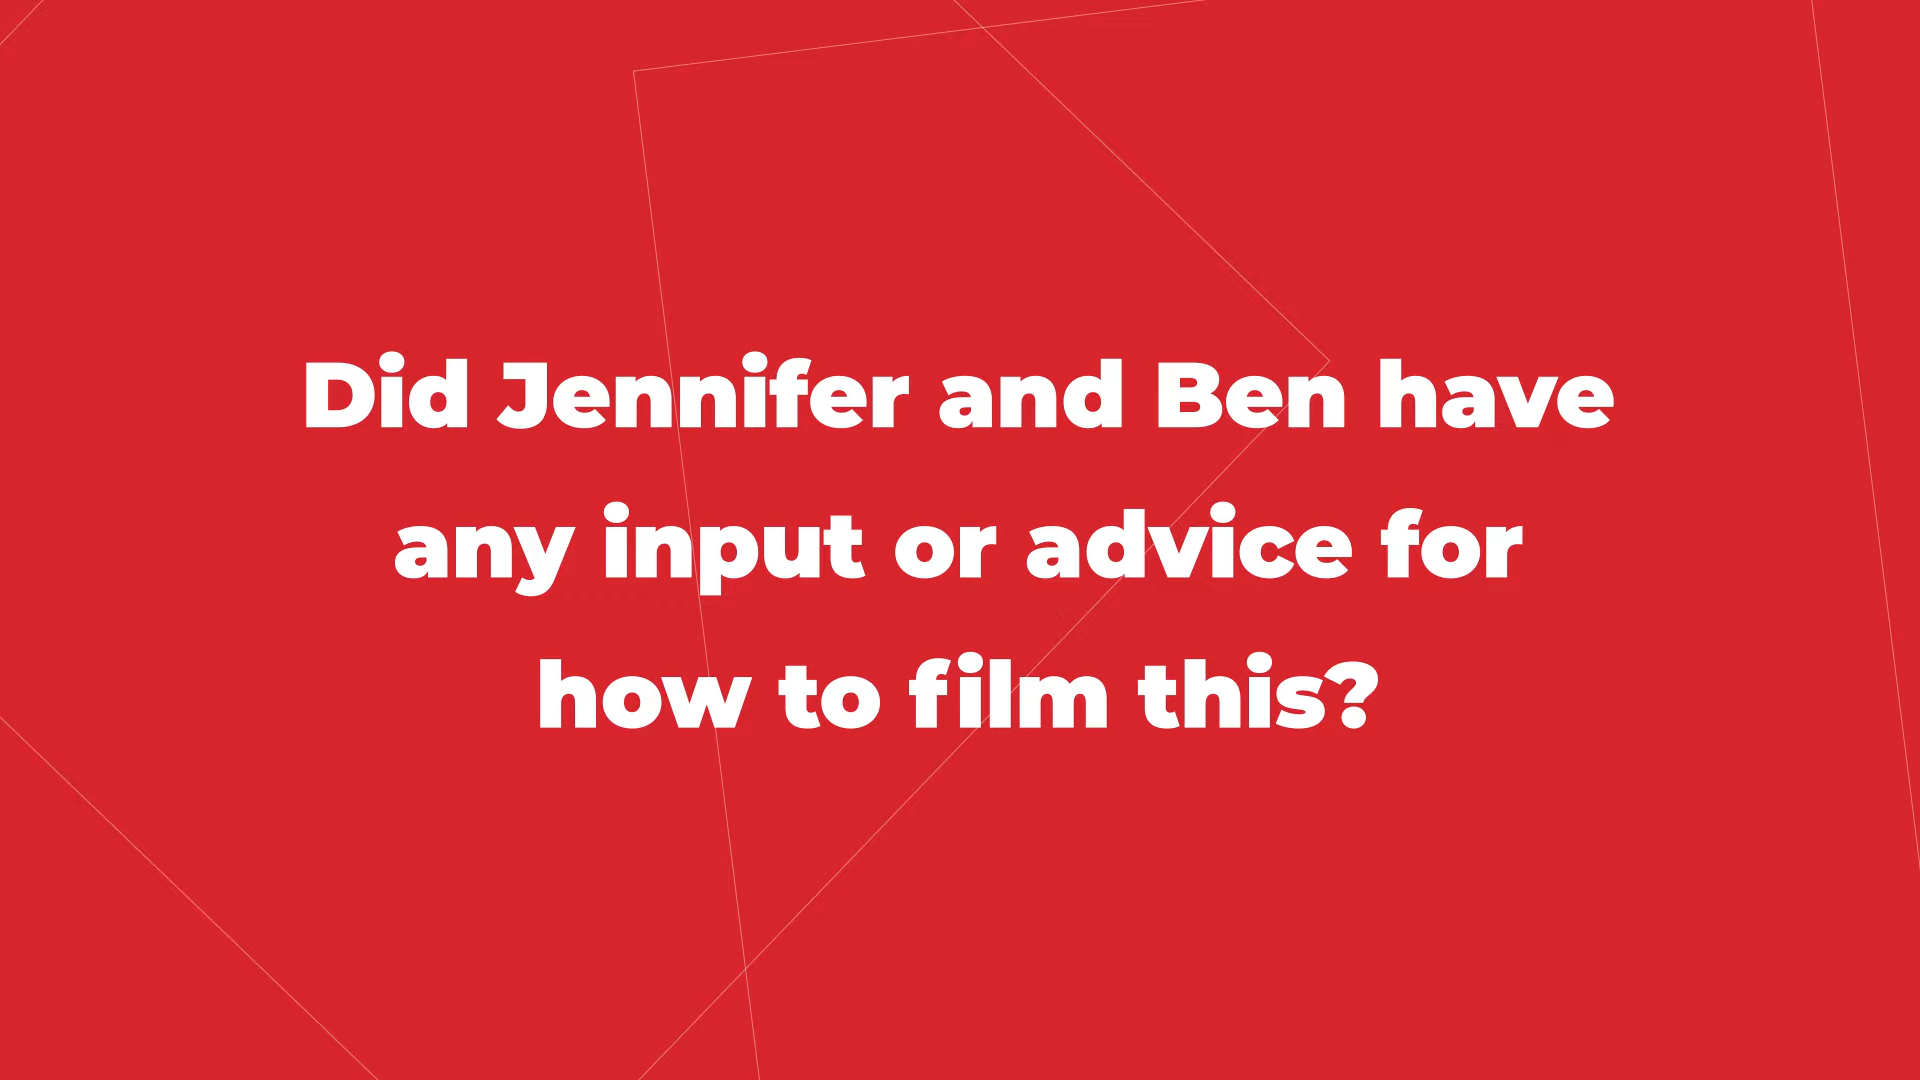 Did Jennifer and Ben have
any input or advice for
how to film this?